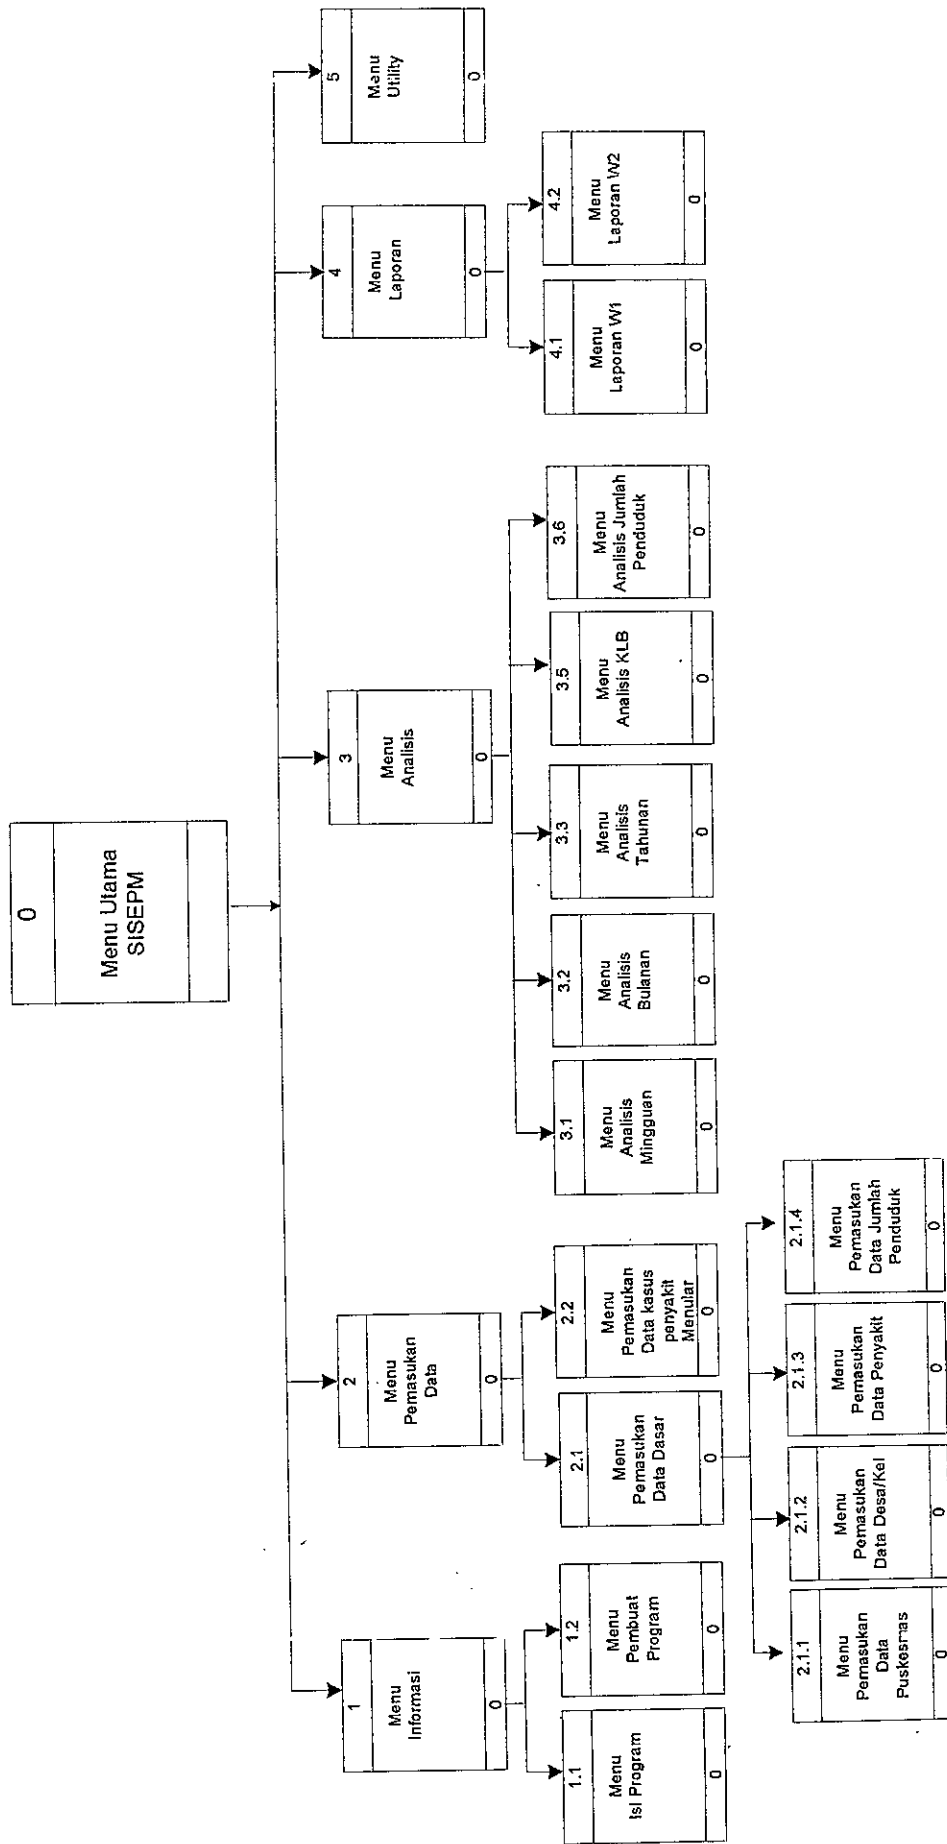 0
Menu Utama
SISEPM
1
Menu
Informasi
0
2
Menu
Pemasukan
Data
0
3
Menu
Analisis
0
4
Menu
Laporan
0
5
Menu
Utility
0
1.1
Menu
Isi Program
0
1.2
Menu
Pembuat
Program
0
2.1
Menu
Pemasukan
Data Dasar
0
2.2
Menu
Pemasukan
Data kasus
penyakit
Menular
0
3.1
Menu
Analisis
Mingguan
0
3.2
Menu
Analisis
Bulanan
0
3.3
Menu
Analisis
Tahunan
0
3.5
Menu
Analisis KLB
0
3.6
Menu
Analisis Jumlah
Penduduk
0
4.1
Menu
Laporan W1
0
4.2
Menu
Laporan W2
0
2.1.1
Menu
Pemasukan
Data
Puskesmas
0
2.1.2
Menu
Pemasukan
Data Desa/Kel
0
2.1.3
Menu
Pemasukan
Data Penyakit
0
2.1.4
Menu
Pemasukan
Data Jumlah
Penduduk
0